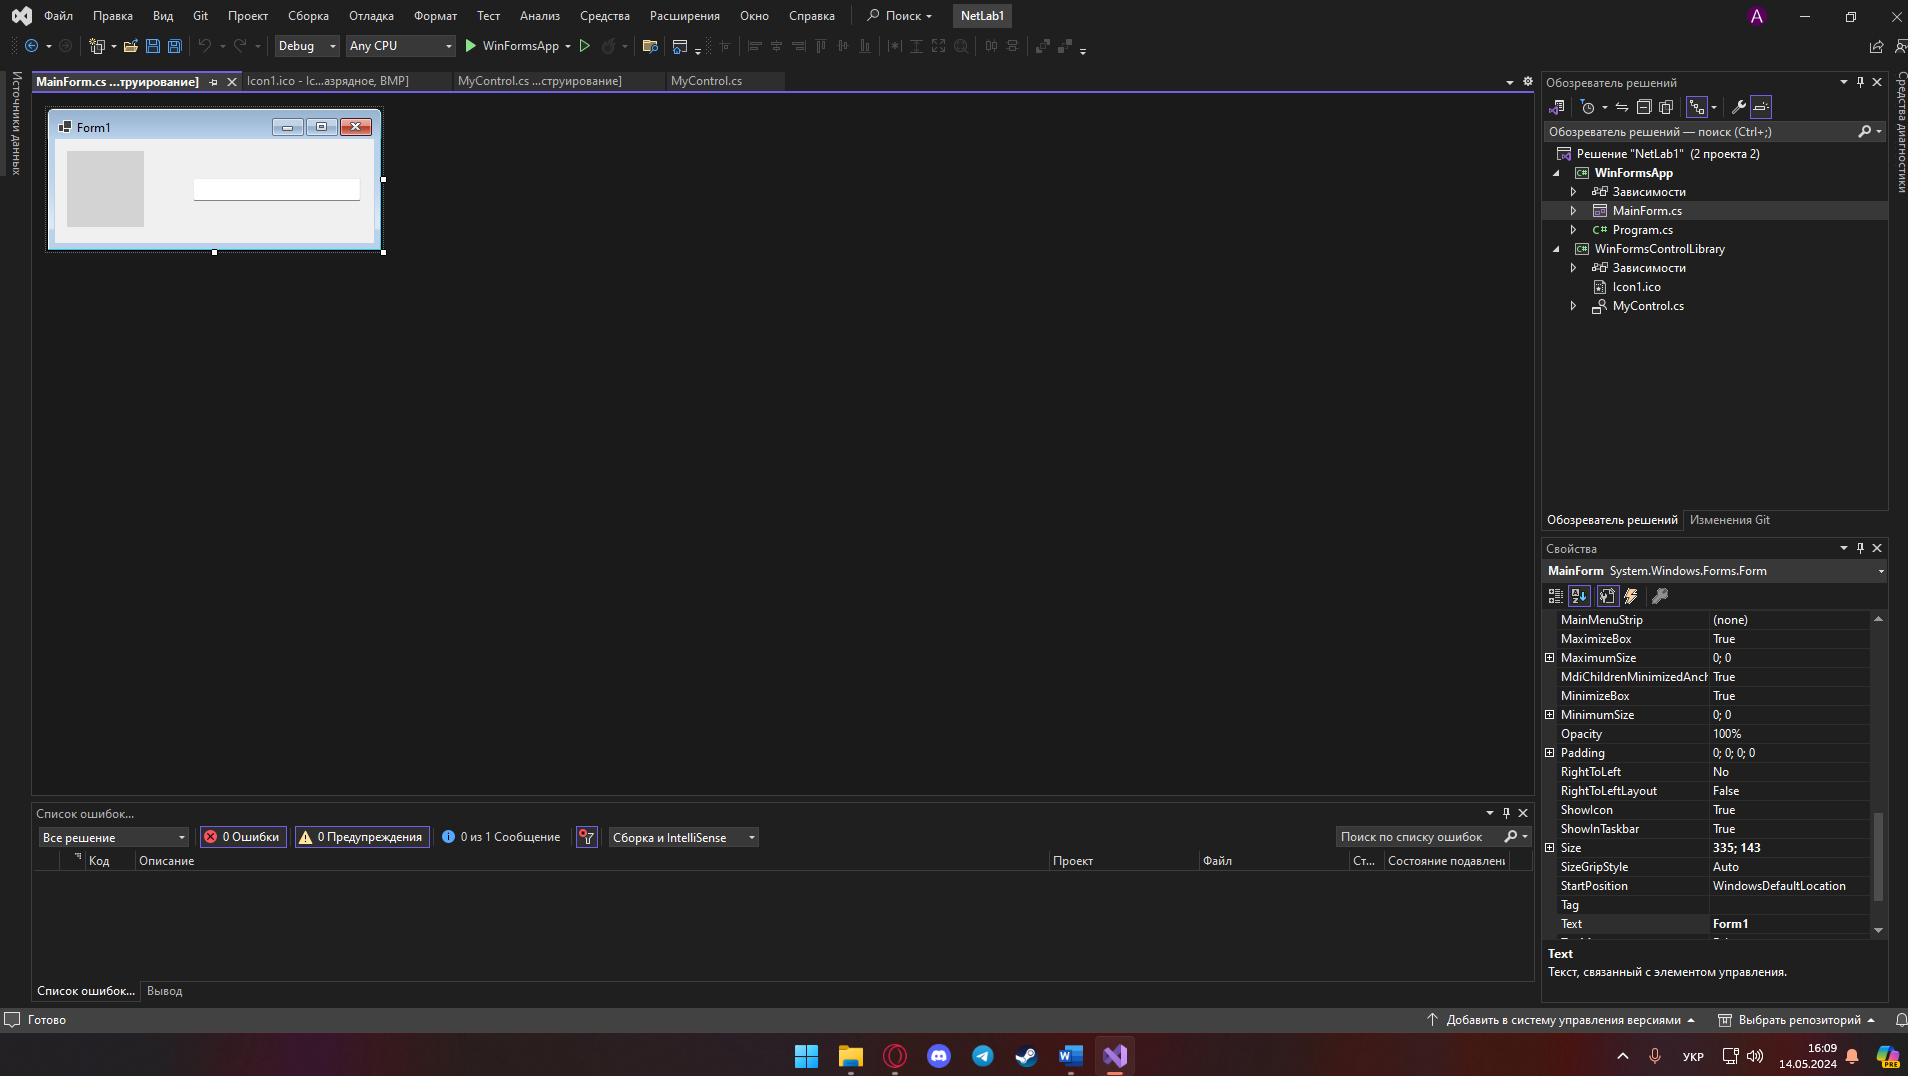 Файл Правка Вид Git Проект Сборка Отладка Формат Тест Анализ Средства Расширения Окно Справка Поиск NetLab1 A
Debug Any CPU WinFormsApp
Источники данных
MainForm.cs ...труирование] Icon1.ico - Ic...азрядное, BMP] MyControl.cs ...струирование] MyControl.cs
Form1
Обозреватель решений
Обозреватель решений — поиск (Ctrl+;)
Решение "NetLab1" (2 проекта 2)
WinFormsApp
Зависимости
MainForm.cs
Program.cs
WinFormsControlLibrary
Зависимости
Icon1.ico
MyControl.cs
Обозреватель решений Изменения Git
Средства диагностики
Свойства
MainForm System.Windows.Forms.Form
MainMenuStrip (none)
MaximizeBox True
MaximumSize 0; 0
MdiChildrenMinimizedAnch True
MinimizeBox True
MinimumSize 0; 0
Opacity 100%
Padding 0; 0; 0; 0
RightToLeft No
RightToLeftLayout False
ShowIcon True
ShowInTaskbar True
Size 335; 143
SizeGripStyle Auto
StartPosition WindowsDefaultLocation
Tag
Text Form1
Text
Текст, связанный с элементом управления.
Список ошибок...
Все решение 0 Ошибки 0 Предупреждения 0 из 1 Сообщение Сборка и IntelliSense Поиск по списку ошибок
Код Описание Проект Файл Ст... Состояние подавлени
Список ошибок... Вывод
Готово Добавить в систему управления версиями Выбрать репозиторий
УКР 16:09
14.05.2024
PRE